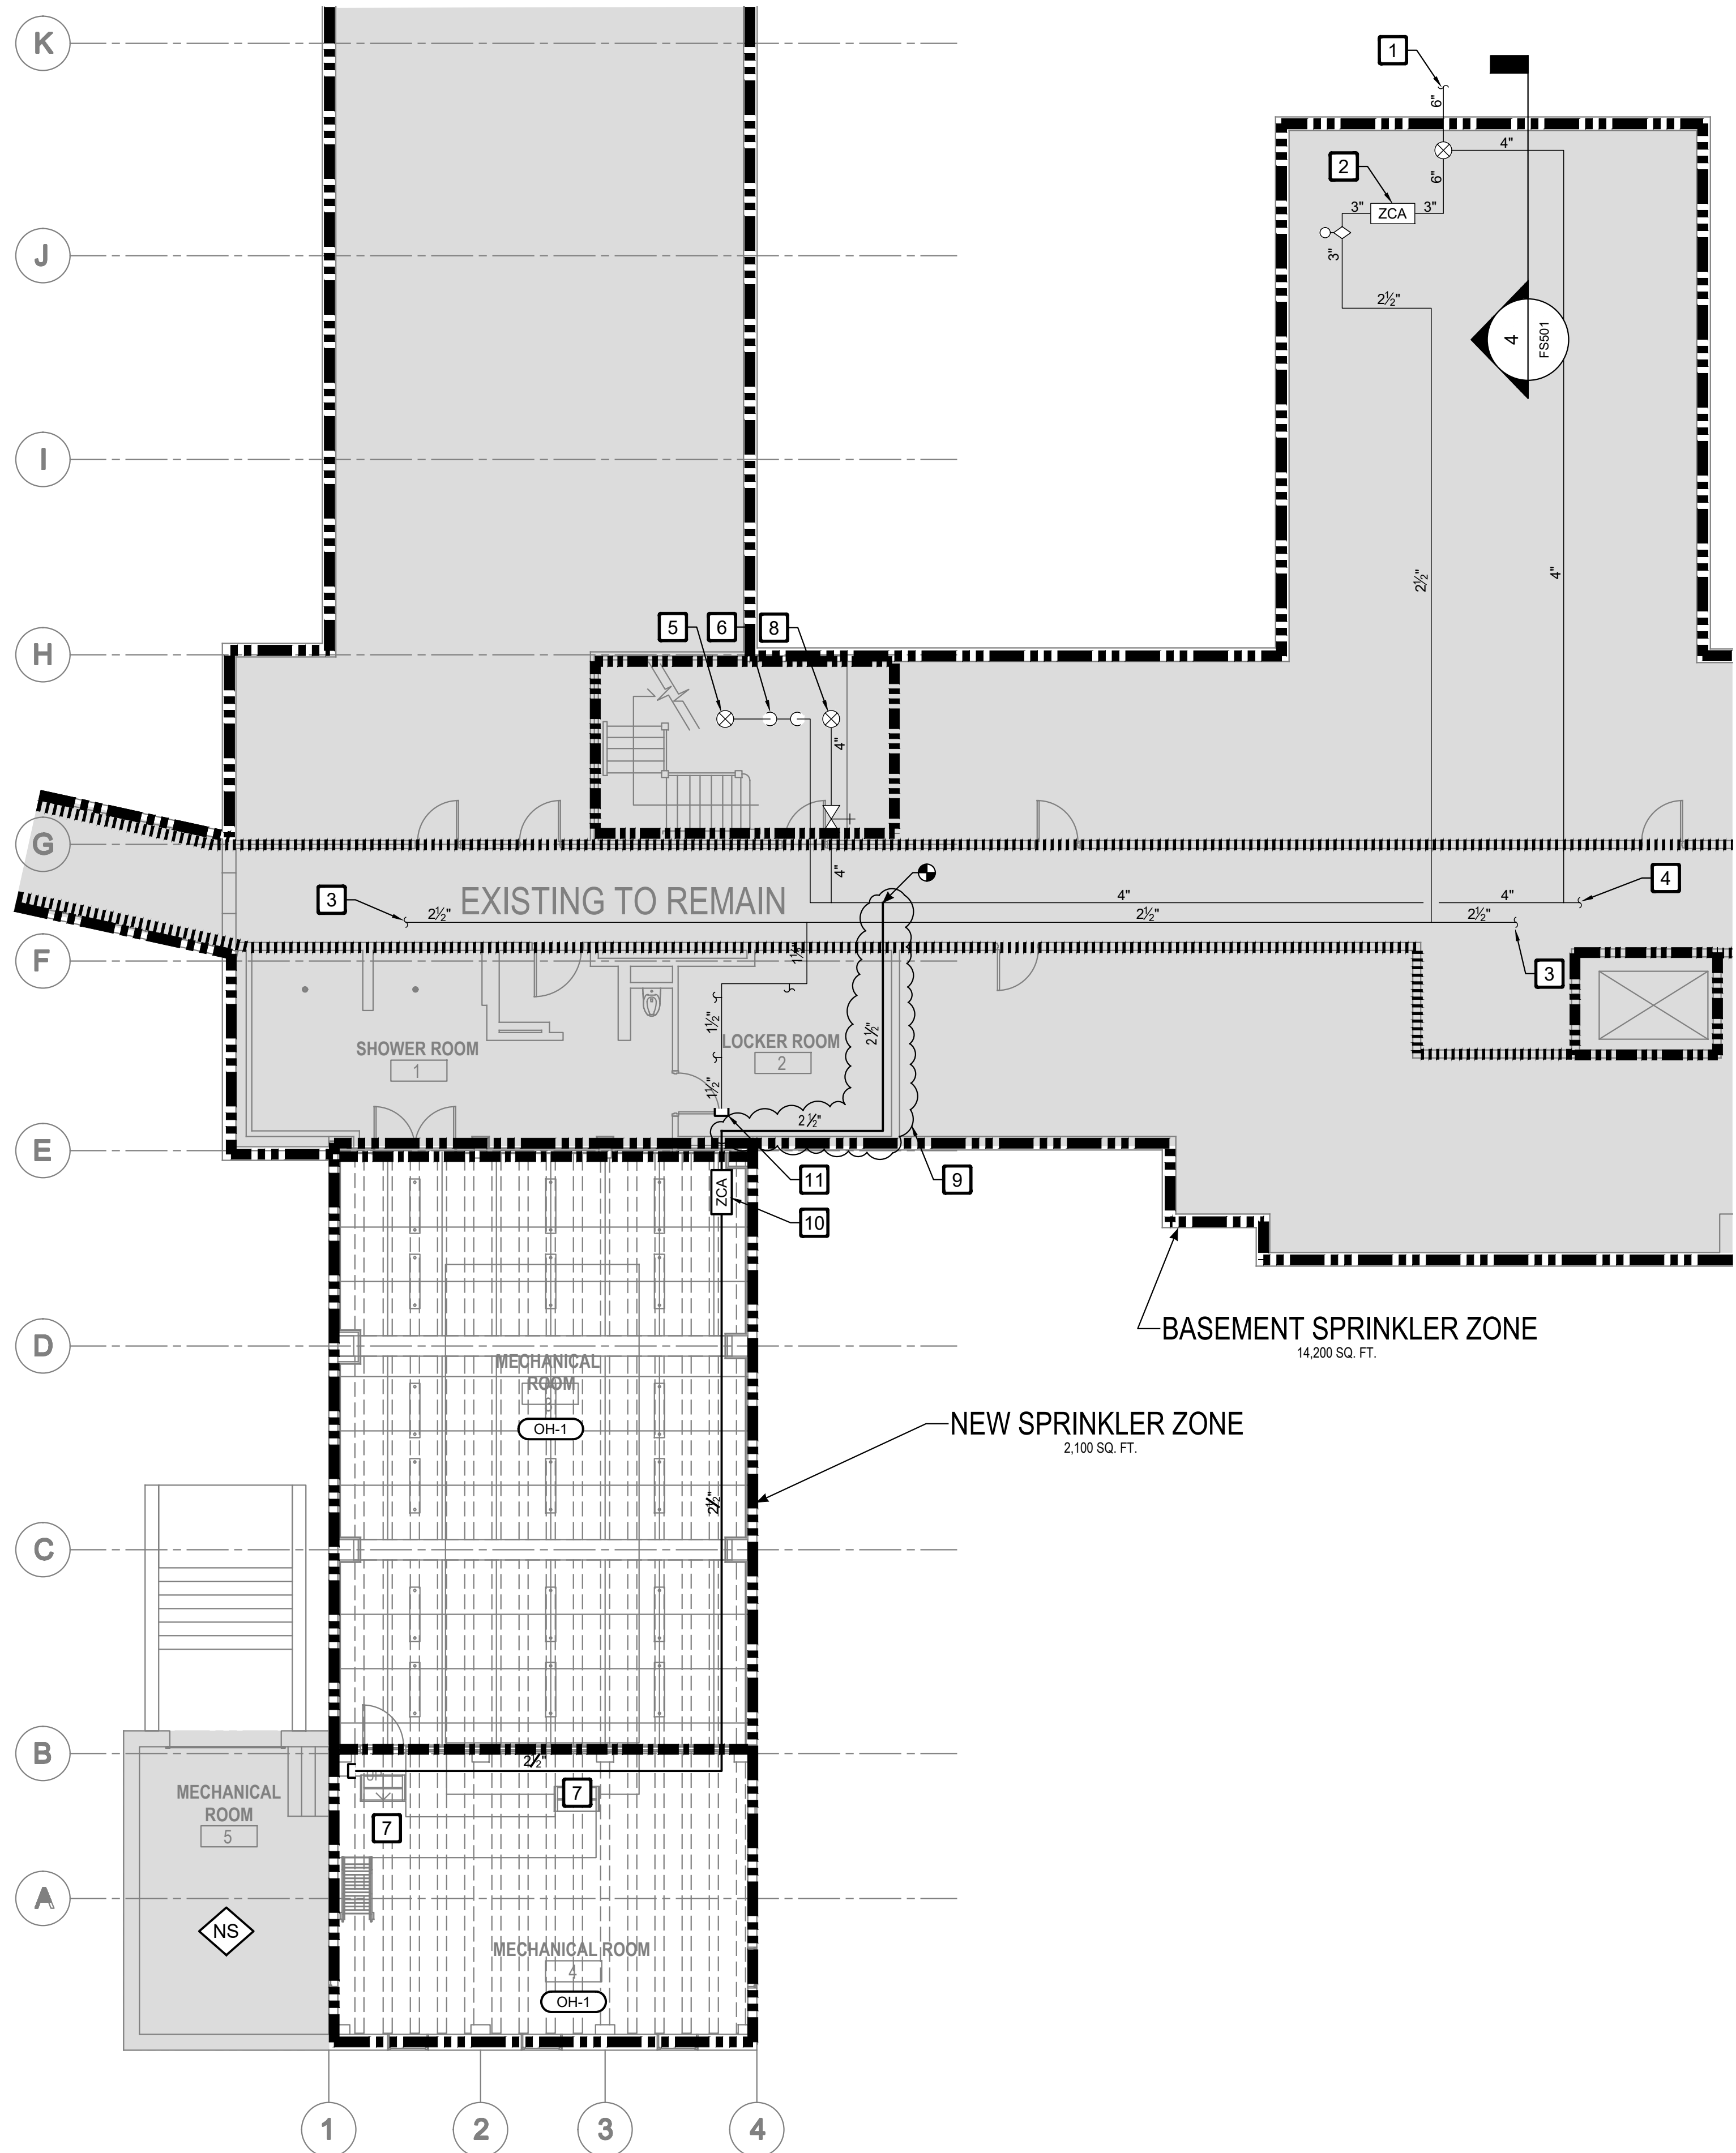 K
1
6"
4"
2
6"
3"
ZCA
3"
J
3"
2½"
4
FS501
I
2½"
4"
H
5
6
8
4"
G
4"
3
2½"
EXISTING TO REMAIN
4"
4"
4
2½"
2½"
F
1½"
3
1½"
2½"
SHOWER ROOM
1
LOCKER ROOM
2
1½"
2½"
E
11
9
ZCA
10
D
BASEMENT SPRINKLER ZONE
14,200 SQ. FT.
MECHANICAL
ROOM
3
OH-1
NEW SPRINKLER ZONE
2,100 SQ. FT.
2½"
C
B
2½"
UP
MECHANICAL
ROOM
5
7
7
A
NS
MECHANICAL ROOM
4
OH-1
1
2
3
4